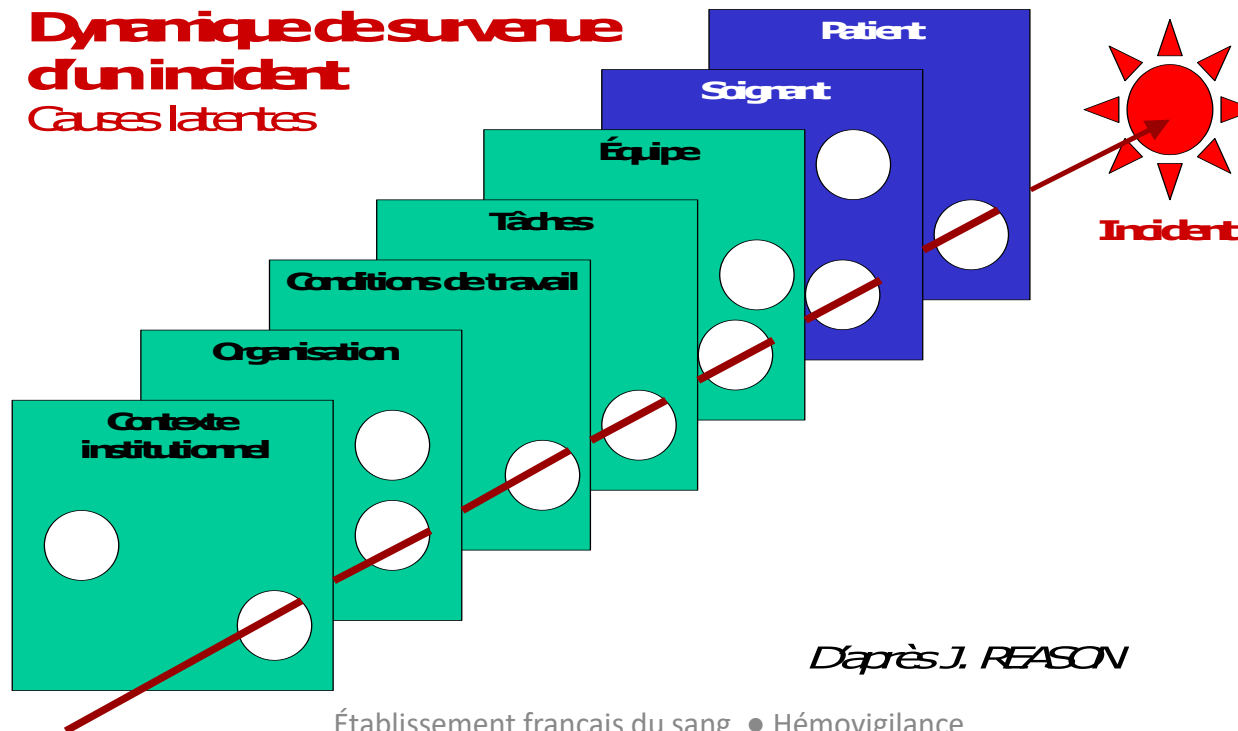 Dynamique de survenue
d'un incident
Causes latentes
Patient
Soignant
Équipe
Tâches
Conditions de travail
Organisation
Contexte
institutionnel
Incident
D'après J. REASON
Établissement français du sang ● Hémovigilance